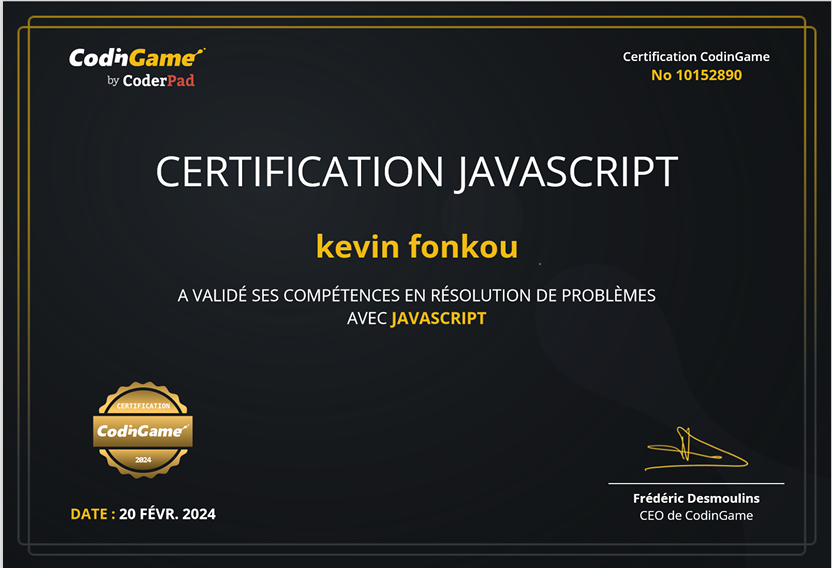 CodinGame
by CoderPad
Certification CodinGame
No 10152890
CERTIFICATION JAVASCRIPT
kevin fonkou
A VALIDÉ SES COMPÉTENCES EN RÉSOLUTION DE PROBLÈMES
AVEC JAVASCRIPT
CERTIFICATION
CodinGame
2024
DATE : 20 FÉVR. 2024
Frédéric Desmoulins
CEO de CodinGame